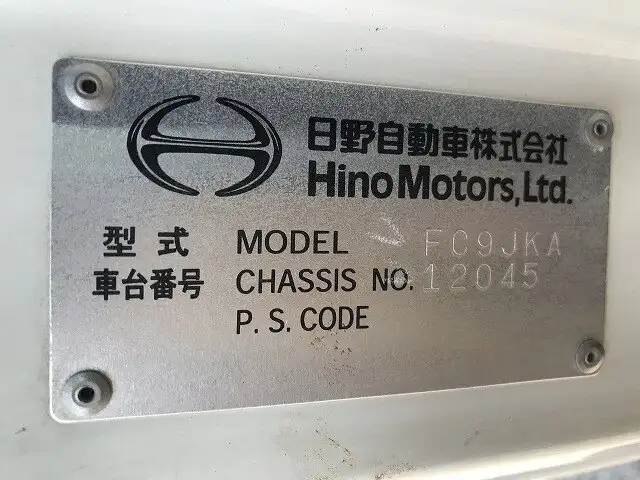 日野自動車株式会社
Hino Motors, Ltd.
型式 MODEL FC9JKA
車台番号 CHASSIS NO. 12045
P. S. CODE